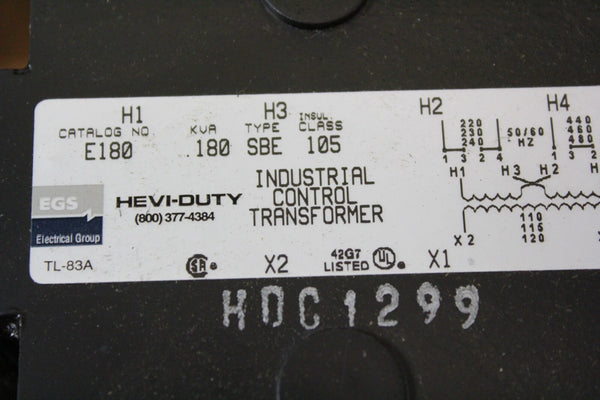 H1 H3 H2 H4
CATALOG NO KVA TYPE INSUL. CLASS
E180 180 SBE 105
220
230
240
1 3 2 4
50/60
HZ
440
460
480
1 3 2
H1 H3 H2 H
EGS
Electrical Group
HEVI-DUTY
(800) 377-4384
INDUSTRIAL
CONTROL
TRANSFORMER
X2
110
115
120
X
TL-83A
X2
42G7
LISTED UL
X1
HDC1299